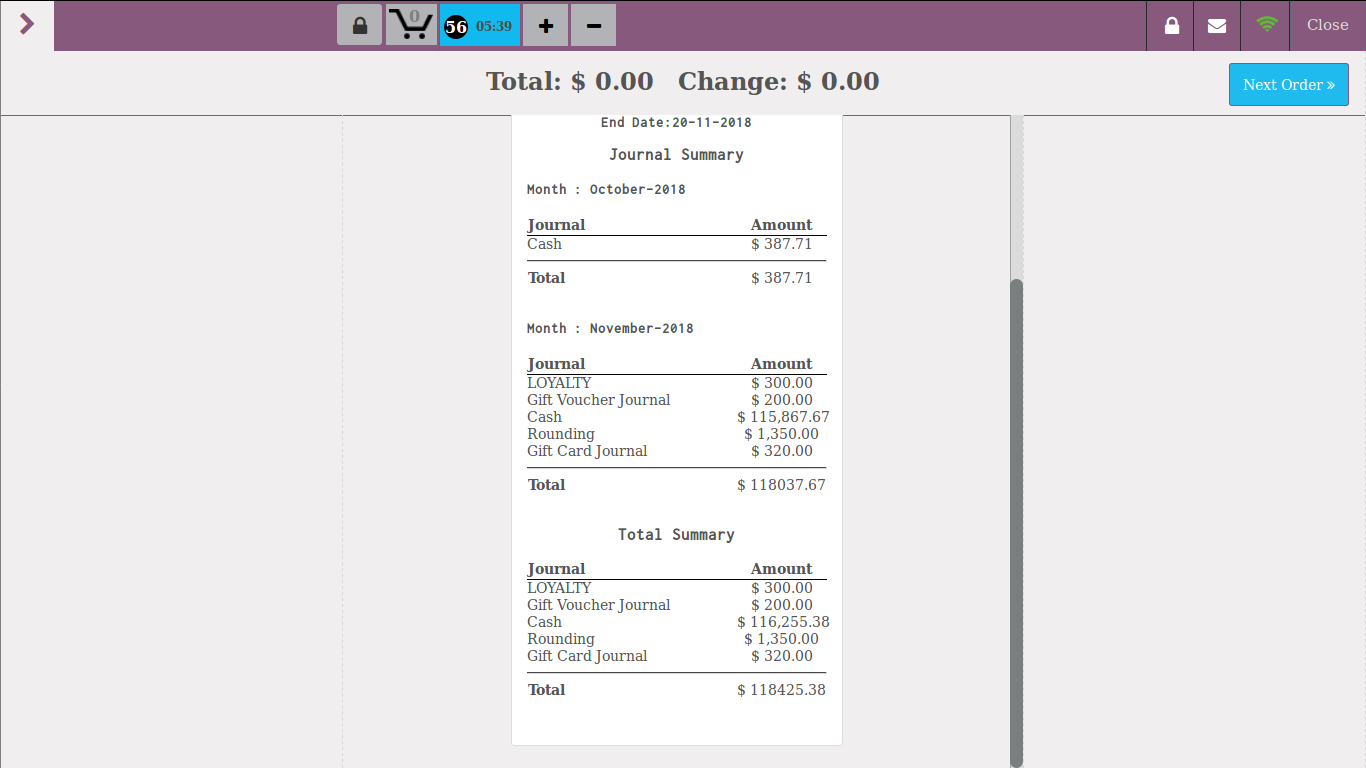 0
56 05:39
Close
Total: $ 0.00 Change: $ 0.00
Next Order »
End Date:20-11-2018
Journal Summary
Month : October-2018
Journal Amount
Cash $ 387.71
Total $ 387.71
Month : November-2018
Journal Amount
LOYALTY $ 300.00
Gift Voucher Journal $ 200.00
Cash $ 115,867.67
Rounding $ 1,350.00
Gift Card Journal $ 320.00
Total $ 118037.67
Total Summary
Journal Amount
LOYALTY $ 300.00
Gift Voucher Journal $ 200.00
Cash $ 116,255.38
Rounding $ 1,350.00
Gift Card Journal $ 320.00
Total $ 118425.38